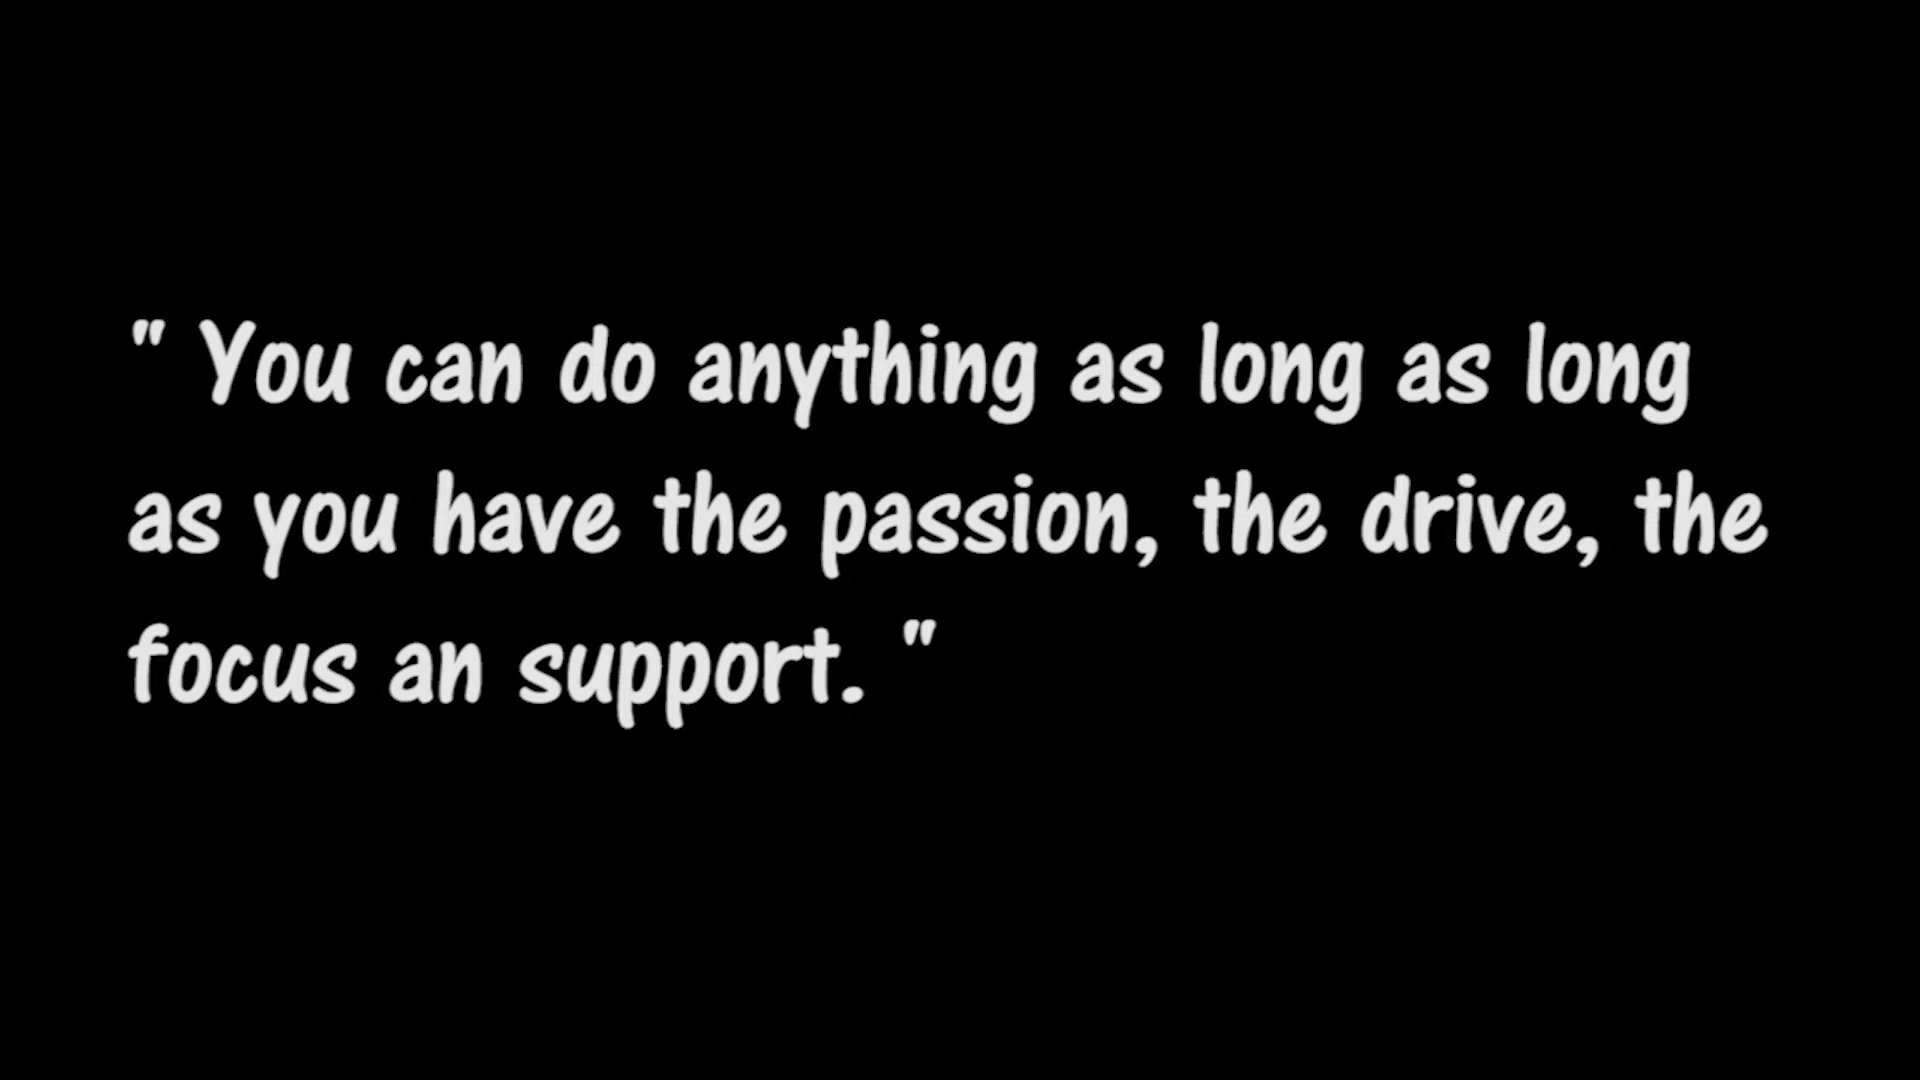 " You can do anything as long as long
as you have the passion, the drive, the
focus an support. "